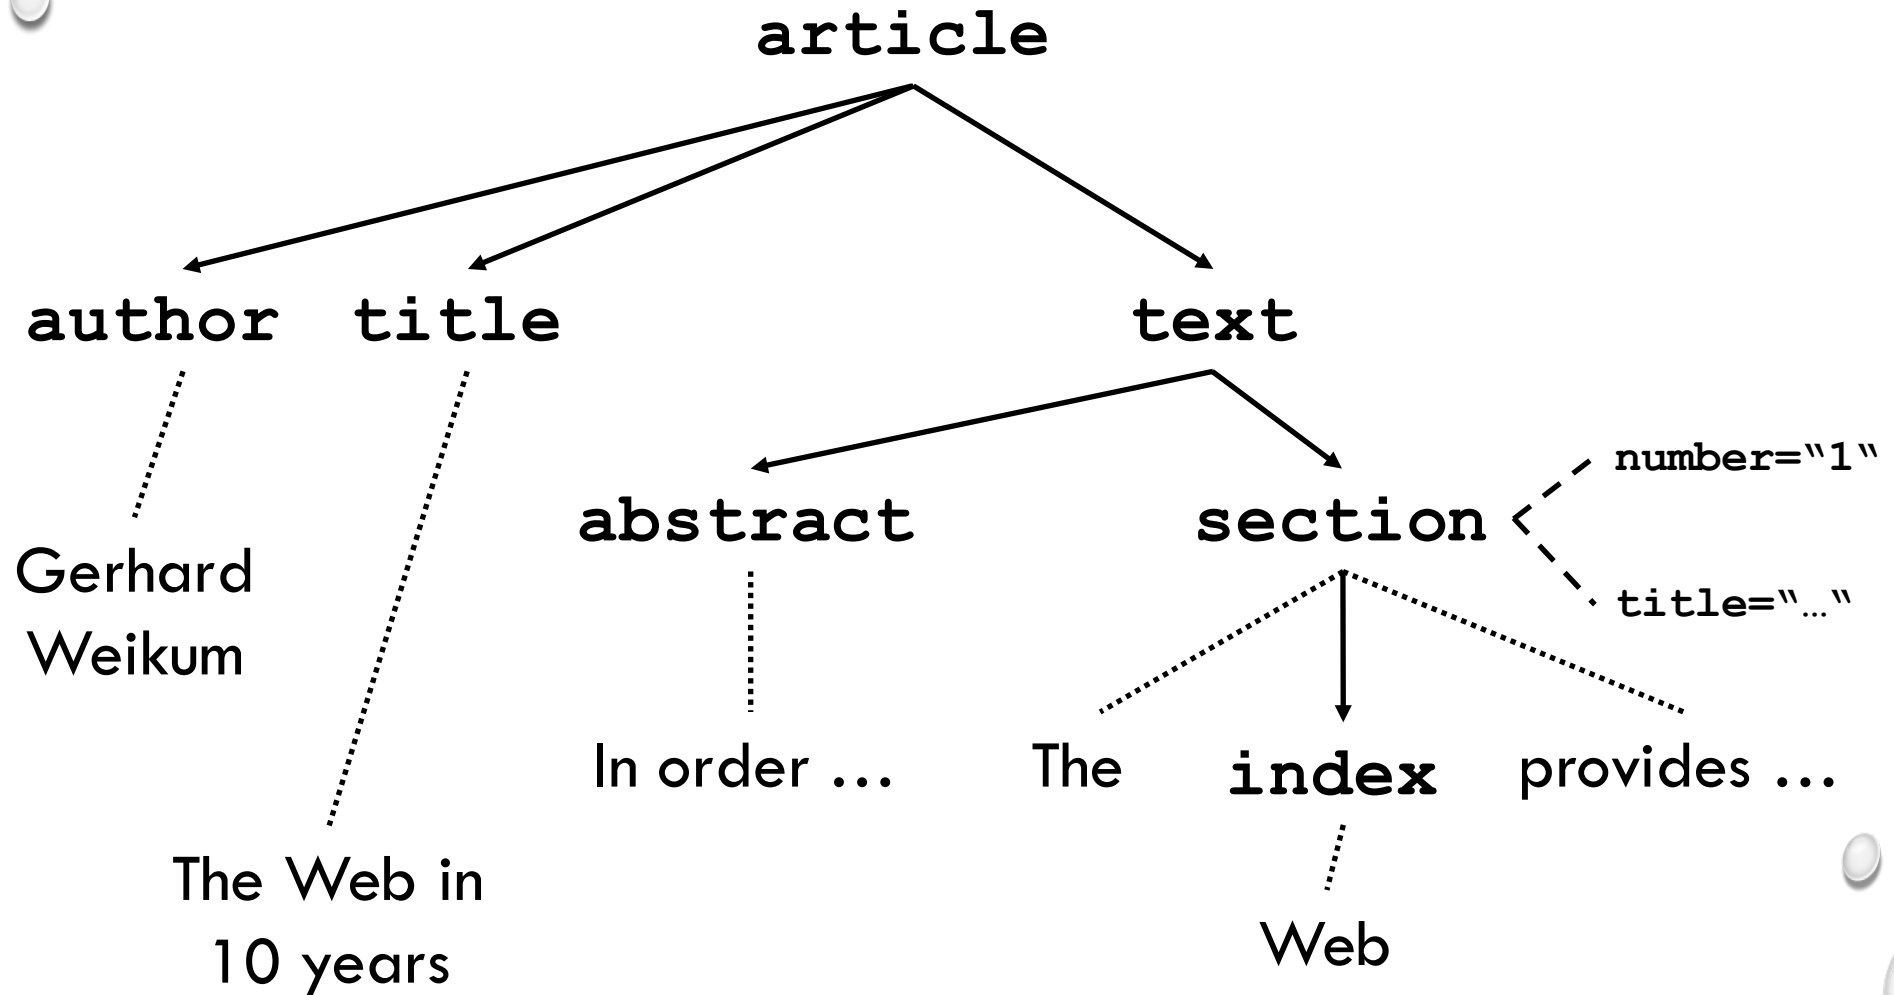 article
author title text
number=“1“
abstract section
title=“…“
Gerhard
Weikum
In order … The index provides …
The Web in
10 years
Web